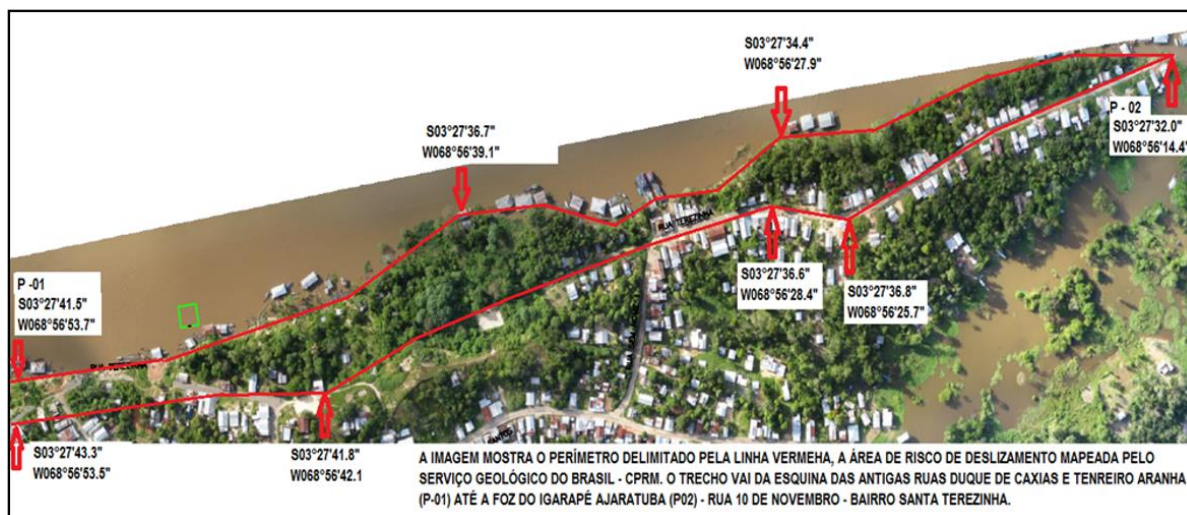 S03°27'34.4"
W068°56'27.9"
P - 02
S03°27'32.0"
W068°56'14.4"
S03°27'36.7"
W068°56'39.1"
RUA TEREZINHA
P -01
S03°27'41.5"
W068°56'53.7"
S03°27'36.6"
W068°56'28.4"
S03°27'36.8"
W068°56'25.7"
RUA TEREZINHA
S03°27'43.3"
W068°56'53.5"
S03°27'41.8"
W068°56'42.1
SANTOS
A IMAGEM MOSTRA O PERÍMETRO DELIMITADO PELA LINHA VERMEHA, A ÁREA DE RISCO DE DESLIZAMENTO MAPEADA PELO
SERVIÇO GEOLÓGICO DO BRASIL - CPRM. O TRECHO VAI DA ESQUINA DAS ANTIGAS RUAS DUQUE DE CAXIAS E TENREIRO ARANHA
(P-01) ATÉ A FOZ DO IGARAPÉ AJARATUBA (P02) - RUA 10 DE NOVEMBRO - BAIRRO SANTA TEREZINHA.